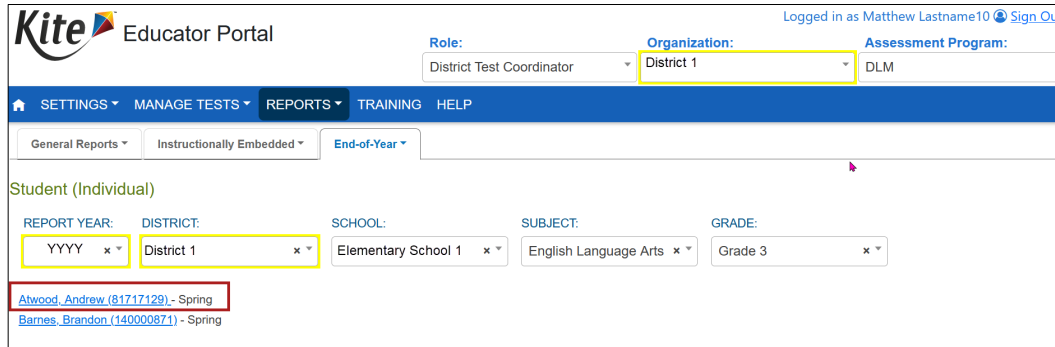 Logged in as Matthew Lastname10 Sign Ou
Kite Educator Portal
Role: Organization: Assessment Program:
District Test Coordinator District 1 DLM
SETTINGS MANAGE TESTS REPORTS TRAINING HELP
General Reports Instructionally Embedded End-of-Year
Student (Individual)
REPORT YEAR: DISTRICT: SCHOOL: SUBJECT: GRADE:
YYYY × District 1 × Elementary School 1 × English Language Arts × Grade 3 ×
Atwood, Andrew (81717129) - Spring
Barnes, Brandon (140000871) - Spring